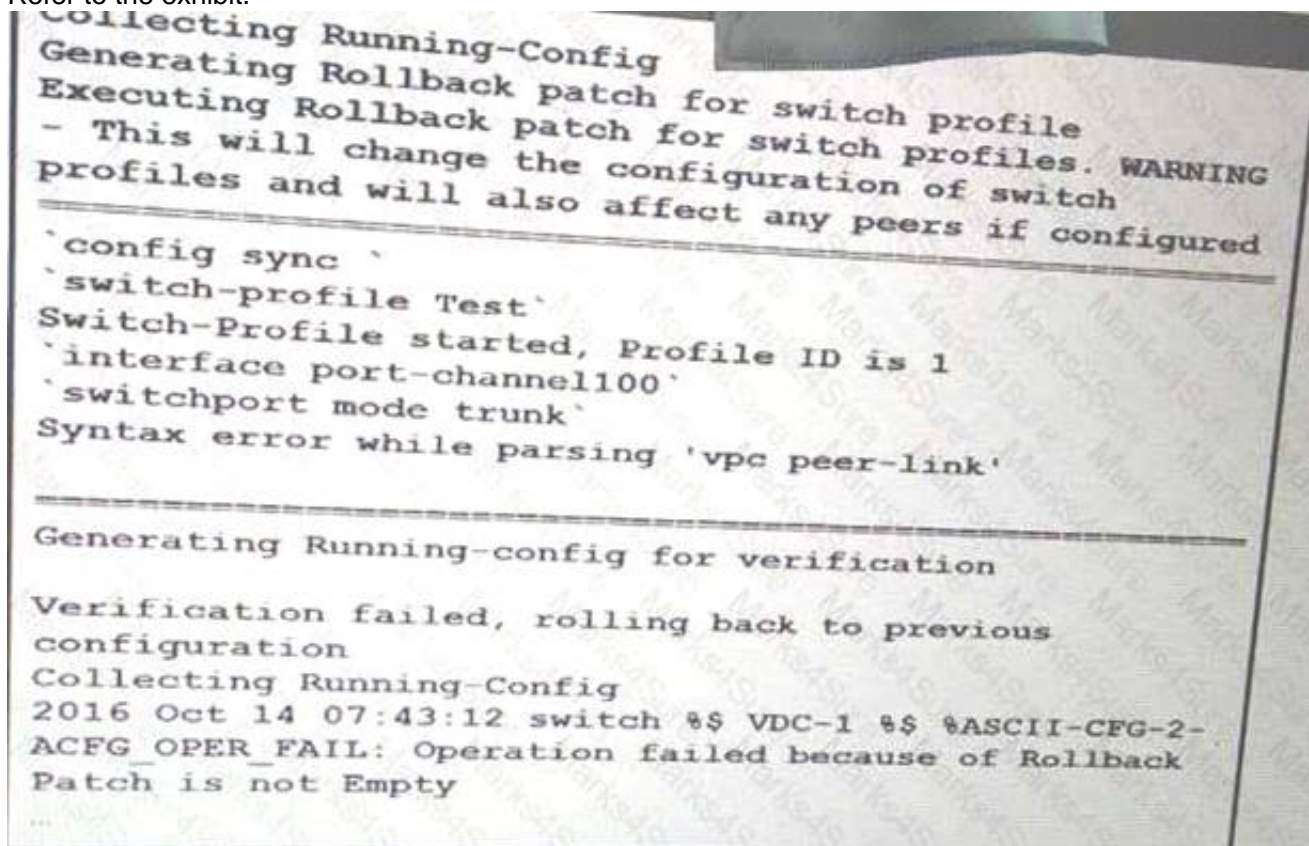 Refer to the exhibit.
Collecting Running-Config
Generating Rollback patch for switch profile
Executing Rollback patch for switch profiles. WARNING
- This will change the configuration of switch
profiles and will also affect any peers if configured
==========================================================
`config sync `
`switch-profile Test`
Switch-Profile started, Profile ID is 1
`interface port-channel100`
`switchport mode trunk`
Syntax error while parsing 'vpc peer-link'
==========================================================
Generating Running-config for verification
Verification failed, rolling back to previous
configuration
Collecting Running-Config
2016 Oct 14 07:43:12 switch %$ VDC-1 %$ %ASCII-CFG-2-
ACFG_OPER_FAIL: Operation failed because of Rollback
Patch is not Empty
...
Marks4Sure